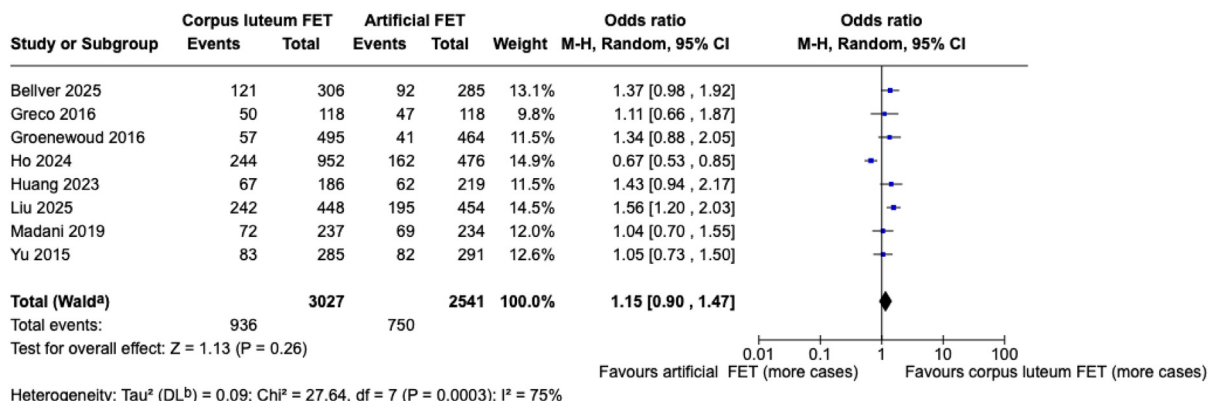 Corpus luteum FET Artificial FET Odds ratio Odds ratio
Study or Subgroup Events Total Events Total Weight M-H, Random, 95% CI M-H, Random, 95% CI
Bellver 2025 121 306 92 285 13.1% 1.37 [0.98 , 1.92]
Greco 2016 50 118 47 118 9.8% 1.11 [0.66 , 1.87]
Groenewoud 2016 57 495 41 464 11.5% 1.34 [0.88 , 2.05]
Ho 2024 244 952 162 476 14.9% 0.67 [0.53 , 0.85]
Huang 2023 67 186 62 219 11.5% 1.43 [0.94 , 2.17]
Liu 2025 242 448 195 454 14.5% 1.56 [1.20 , 2.03]
Madani 2019 72 237 69 234 12.0% 1.04 [0.70 , 1.55]
Yu 2015 83 285 82 291 12.6% 1.05 [0.73 , 1.50]
Total (Waldᵃ) 3027 2541 100.0% 1.15 [0.90 , 1.47]
Total events: 936 750
Test for overall effect: Z = 1.13 (P = 0.26)
0.01 0.1 1 10 100
Favours artificial FET (more cases) Favours corpus luteum FET (more cases)
Heterogeneity: Tau² (DLᵇ) = 0.09; Chi² = 27.64, df = 7 (P = 0.0003); I² = 75%